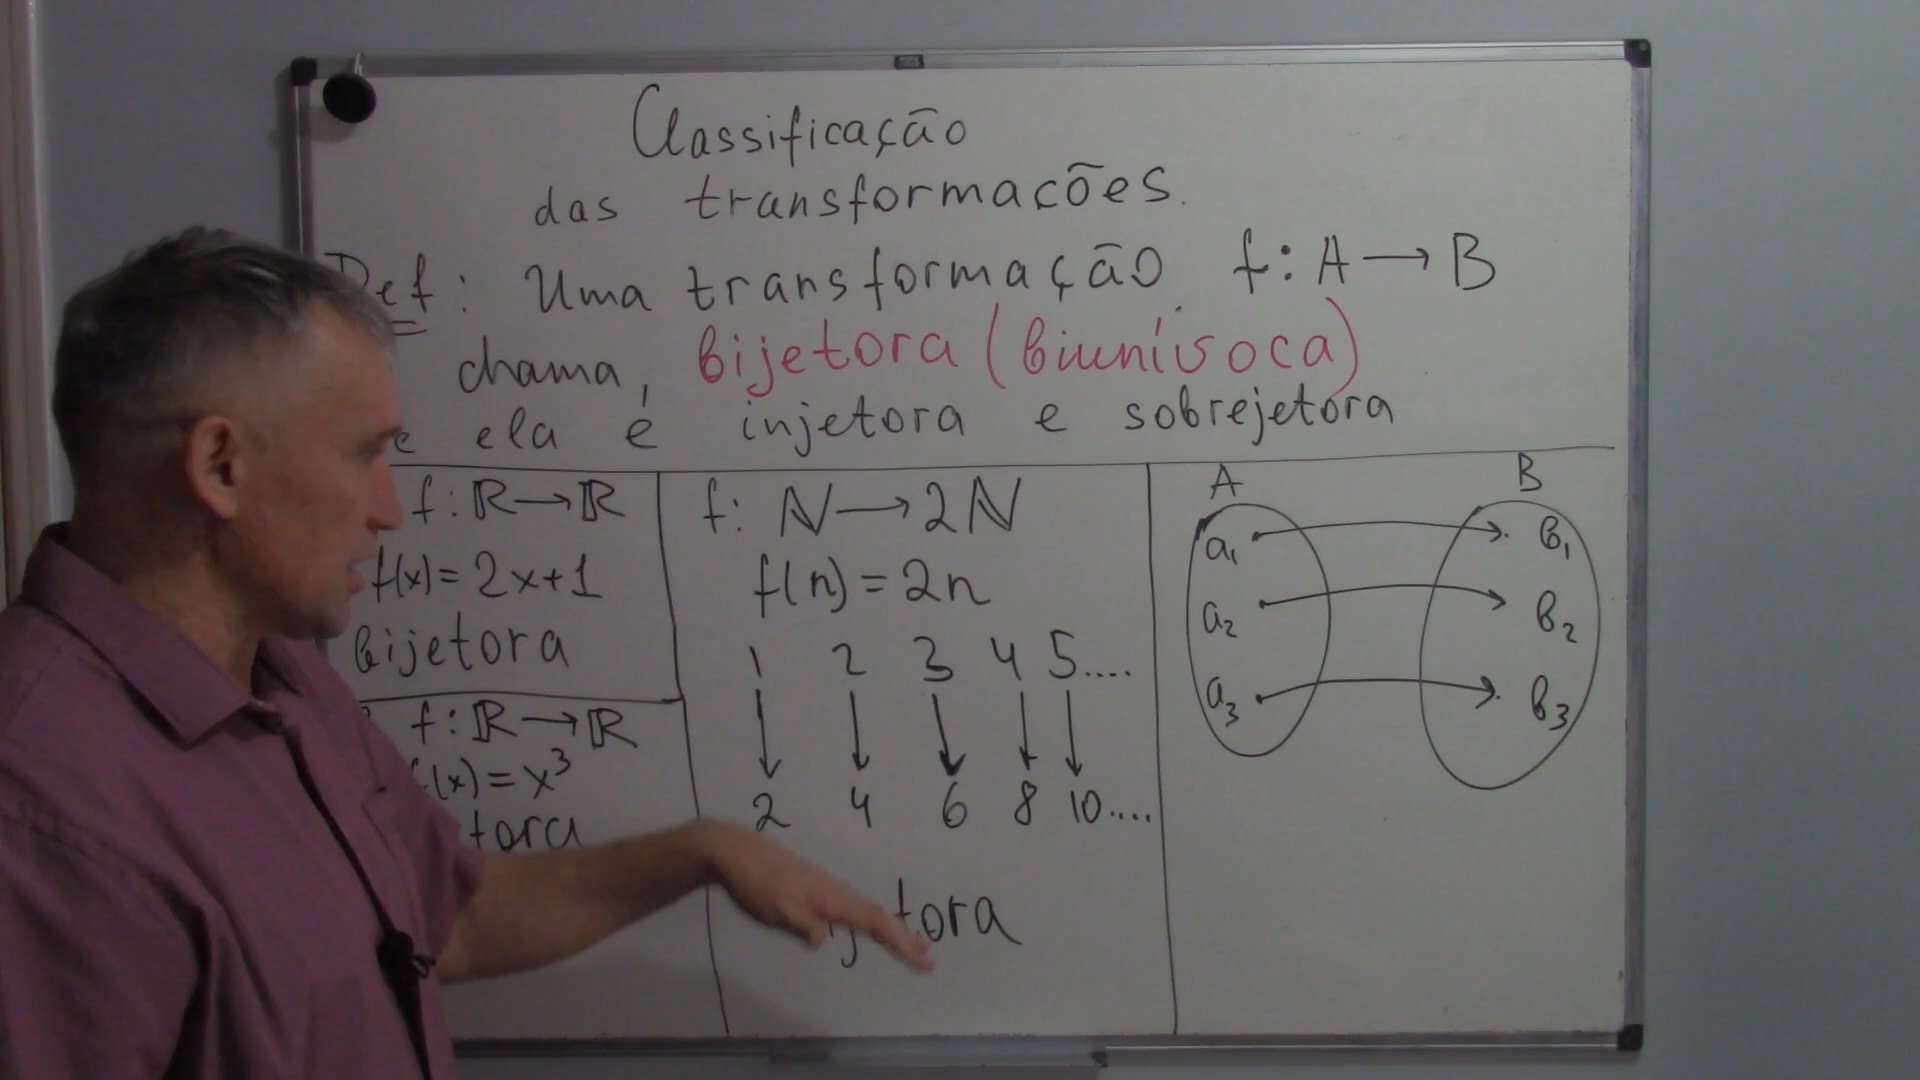 Classificação
das transformações.
Def: Uma transformação f: A → B
chama, bijetora (biunívoca)
e ela é injetora e sobrejetora
f: ℝ → ℝ
f(x) = 2x+1
bijetora
f: ℝ → ℝ
f(x) = x³
tora
f: ℕ → 2ℕ
f(n) = 2n
1 2 3 4 5....
2 4 6 8 10....
jetora
A B
a₁ b₁
a₂ b₂
a₃ b₃